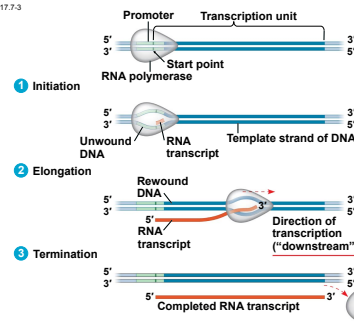 17.7-3
Promoter
Transcription unit
5′ 3′
3′ 5′
Start point
RNA polymerase
1 Initiation
5′ 3′
3′ 5′
Unwound
DNA
RNA
transcript
Template strand of DNA
2 Elongation
Rewound
DNA
5′ 3′
3′ 5′
3′
5′
RNA
transcript
Direction of
transcription
("downstream"
3 Termination
5′ 3′
3′ 5′
5′ 3′
Completed RNA transcript